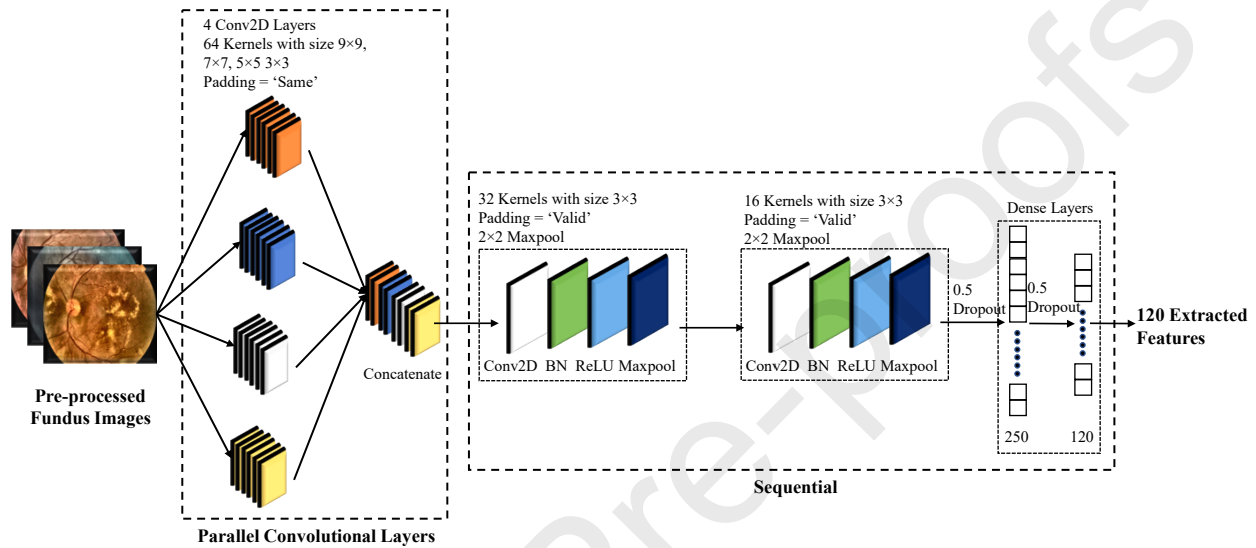 4 Conv2D Layers
64 Kernels with size 9×9,
7×7, 5×5 3×3
Padding = ‘Same’
Pre-processed
Fundus Images
Concatenate
Parallel Convolutional Layers
32 Kernels with size 3×3
Padding = ‘Valid’
2×2 Maxpool
Conv2D BN ReLU Maxpool
16 Kernels with size 3×3
Padding = ‘Valid’
2×2 Maxpool
Conv2D BN ReLU Maxpool
0.5
Dropout
Dense Layers
0.5
Dropout
250
120
120 Extracted
Features
Sequential
Pre-proofs